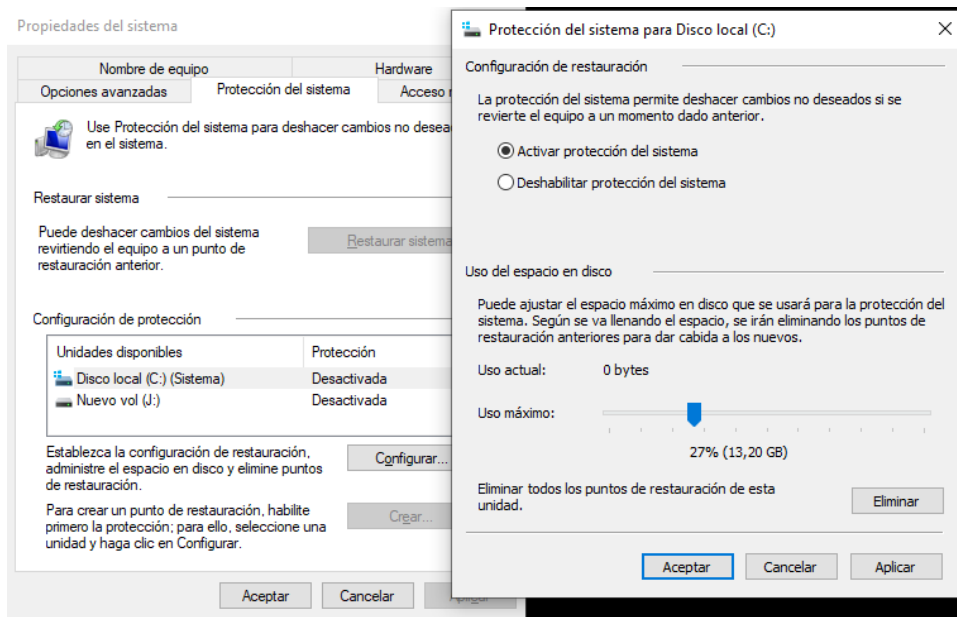 Propiedades del sistema
Nombre de equipo
Hardware
Opciones avanzadas
Protección del sistema
Acceso
Use Protección del sistema para deshacer cambios no desea
en el sistema.
Restaurar sistema
Puede deshacer cambios del sistema
revirtiendo el equipo a un punto de
restauración anterior.
Restaurar sistema
Configuración de protección
Unidades disponibles
Protección
Disco local (C:) (Sistema)
Desactivada
Nuevo vol (J:)
Desactivada
Establezca la configuración de restauración,
administre el espacio en disco y elimine puntos
de restauración.
Configurar...
Para crear un punto de restauración, habilite
primero la protección; para ello, seleccione una
unidad y haga clic en Configurar.
Crear...
Aceptar
Cancelar
Protección del sistema para Disco local (C:)
Configuración de restauración
La protección del sistema permite deshacer cambios no deseados si se
revierte el equipo a un momento dado anterior.
Activar protección del sistema
Deshabilitar protección del sistema
Uso del espacio en disco
Puede ajustar el espacio máximo en disco que se usará para la protección del
sistema. Según se va llenando el espacio, se irán eliminando los puntos de
restauración anteriores para dar cabida a los nuevos.
Uso actual:
0 bytes
Uso máximo:
27% (13,20 GB)
Eliminar todos los puntos de restauración de esta
unidad.
Eliminar
Aceptar
Cancelar
Aplicar